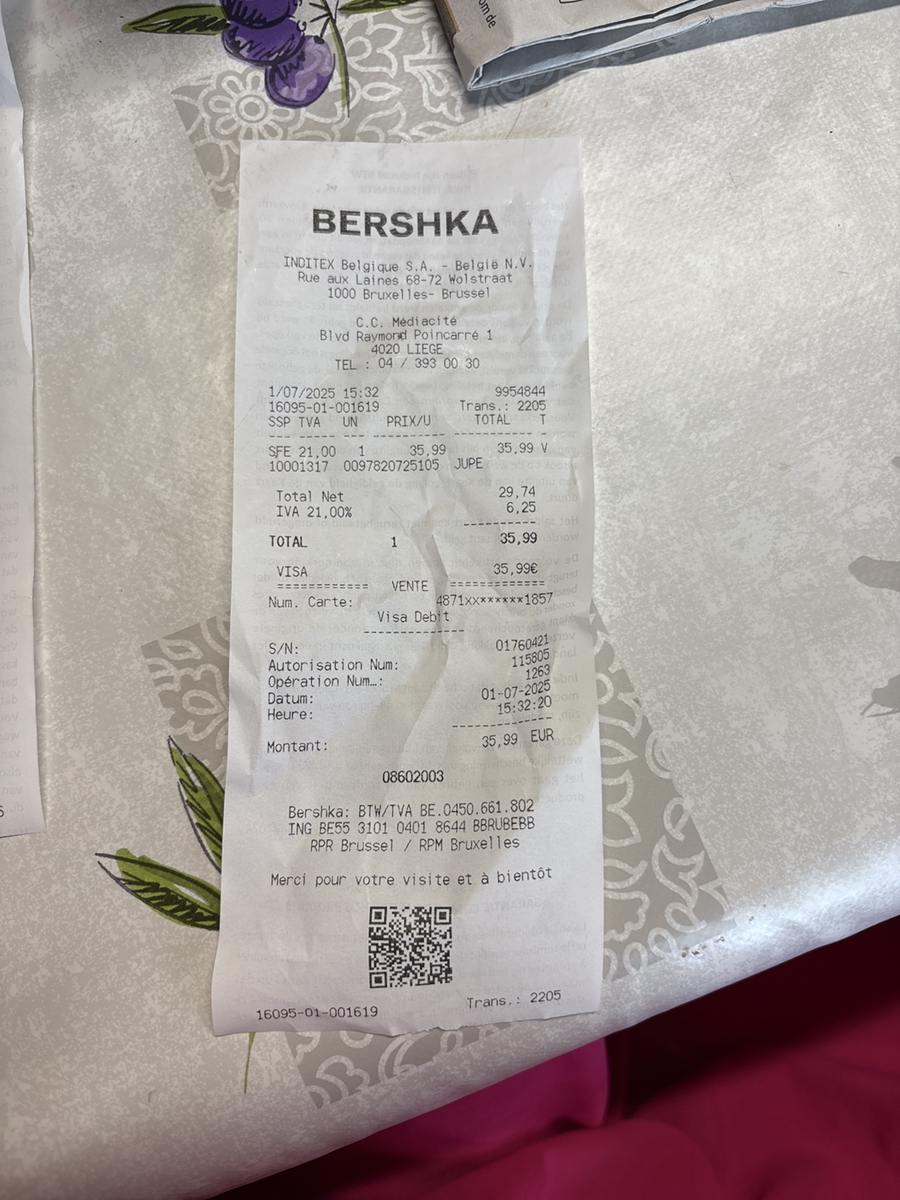 om de
BERSHKA
INDITEX Belgique S.A. - België N.V.
Rue aux Laines 68-72 Wolstraat
1000 Bruxelles- Brussel
C.C. Médiacité
Blvd Raymond Poincarré 1
4020 LIEGE
TEL : 04 / 393 00 30
1/07/2025 15:32 9954844
16095-01-001619 Trans.: 2205
SSP TVA UN PRIX/U TOTAL T
SFE 21,00 1 35,99 35,99 V
10001317 0097820725105 JUPE
Total Net 29,74
IVA 21,00% 6,25
TOTAL 1 35,99
VISA 35,99€
============ VENTE ============
Num. Carte: 4871xx******1857
Visa Debit
S/N: 01760421
Autorisation Num: 115805
Opération Num…: 1263
Datum: 01-07-2025
Heure: 15:32:20
Montant: 35,99 EUR
08602003
Bershka: BTW/TVA BE.0450.661.802
ING BE55 3101 0401 8644 BBRUBEBB
RPR Brussel / RPM Bruxelles
Merci pour votre visite et à bientôt
16095-01-001619 Trans.: 2205